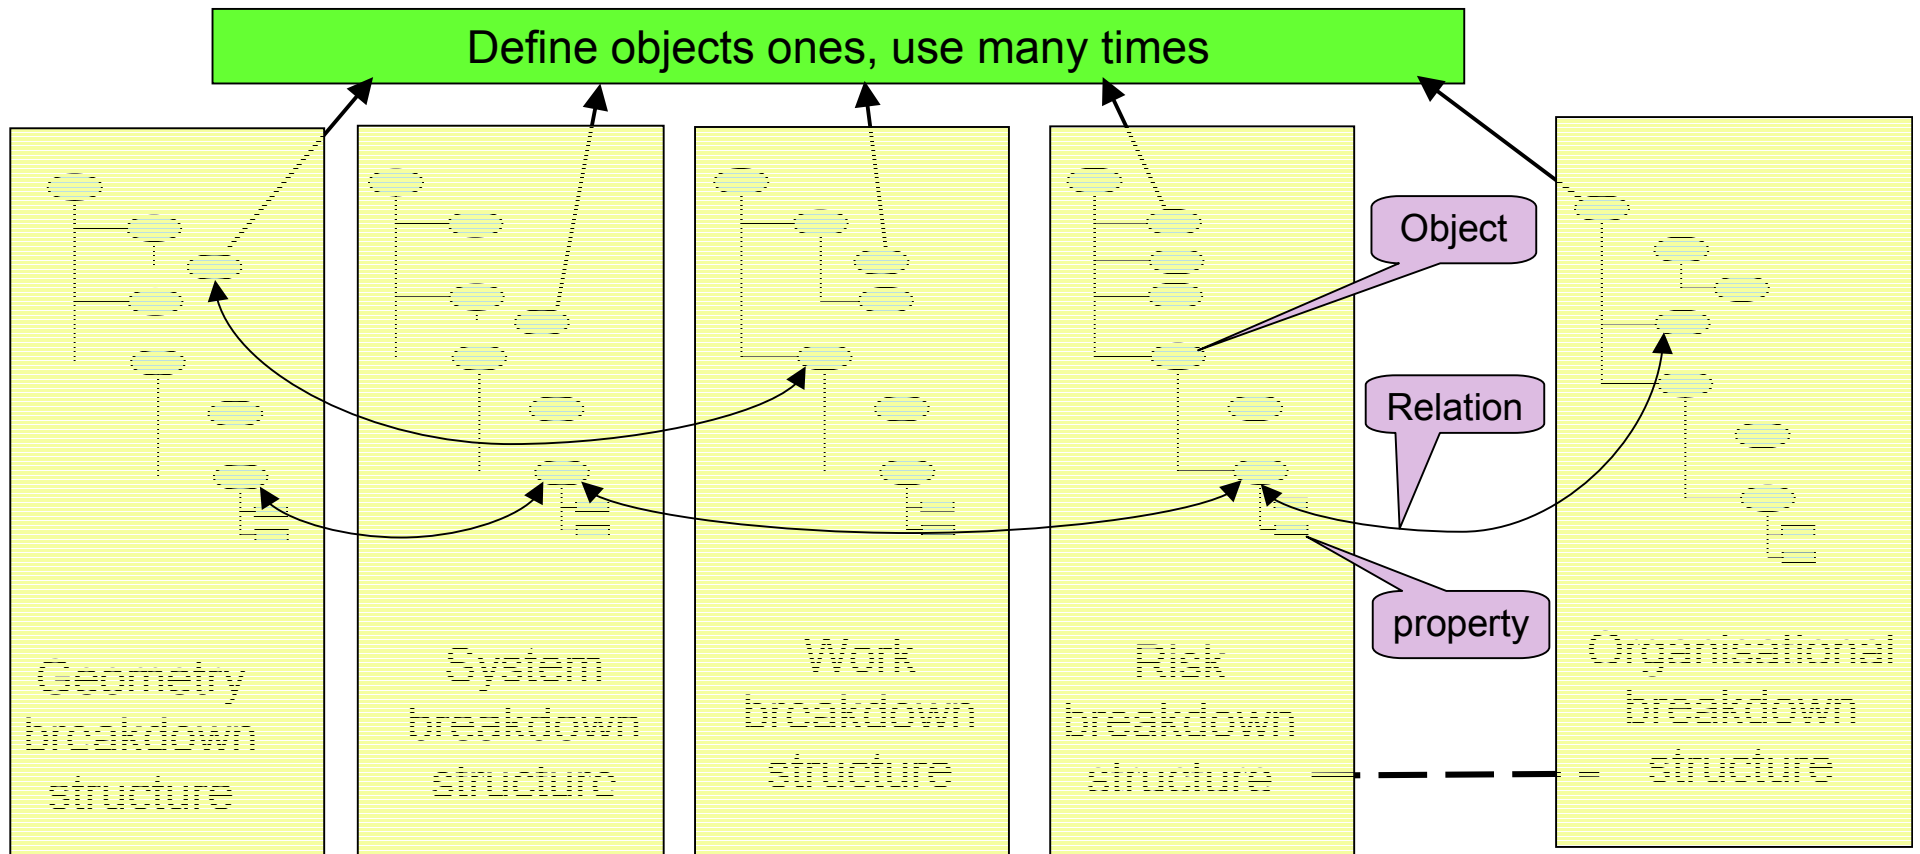 Define objects ones, use many times
Object
Relation
property
Geometry
breakdown
structure
System
breakdown
structure
Work
breakdown
structure
Risk
breakdown
structure
Organisational
breakdown
structure